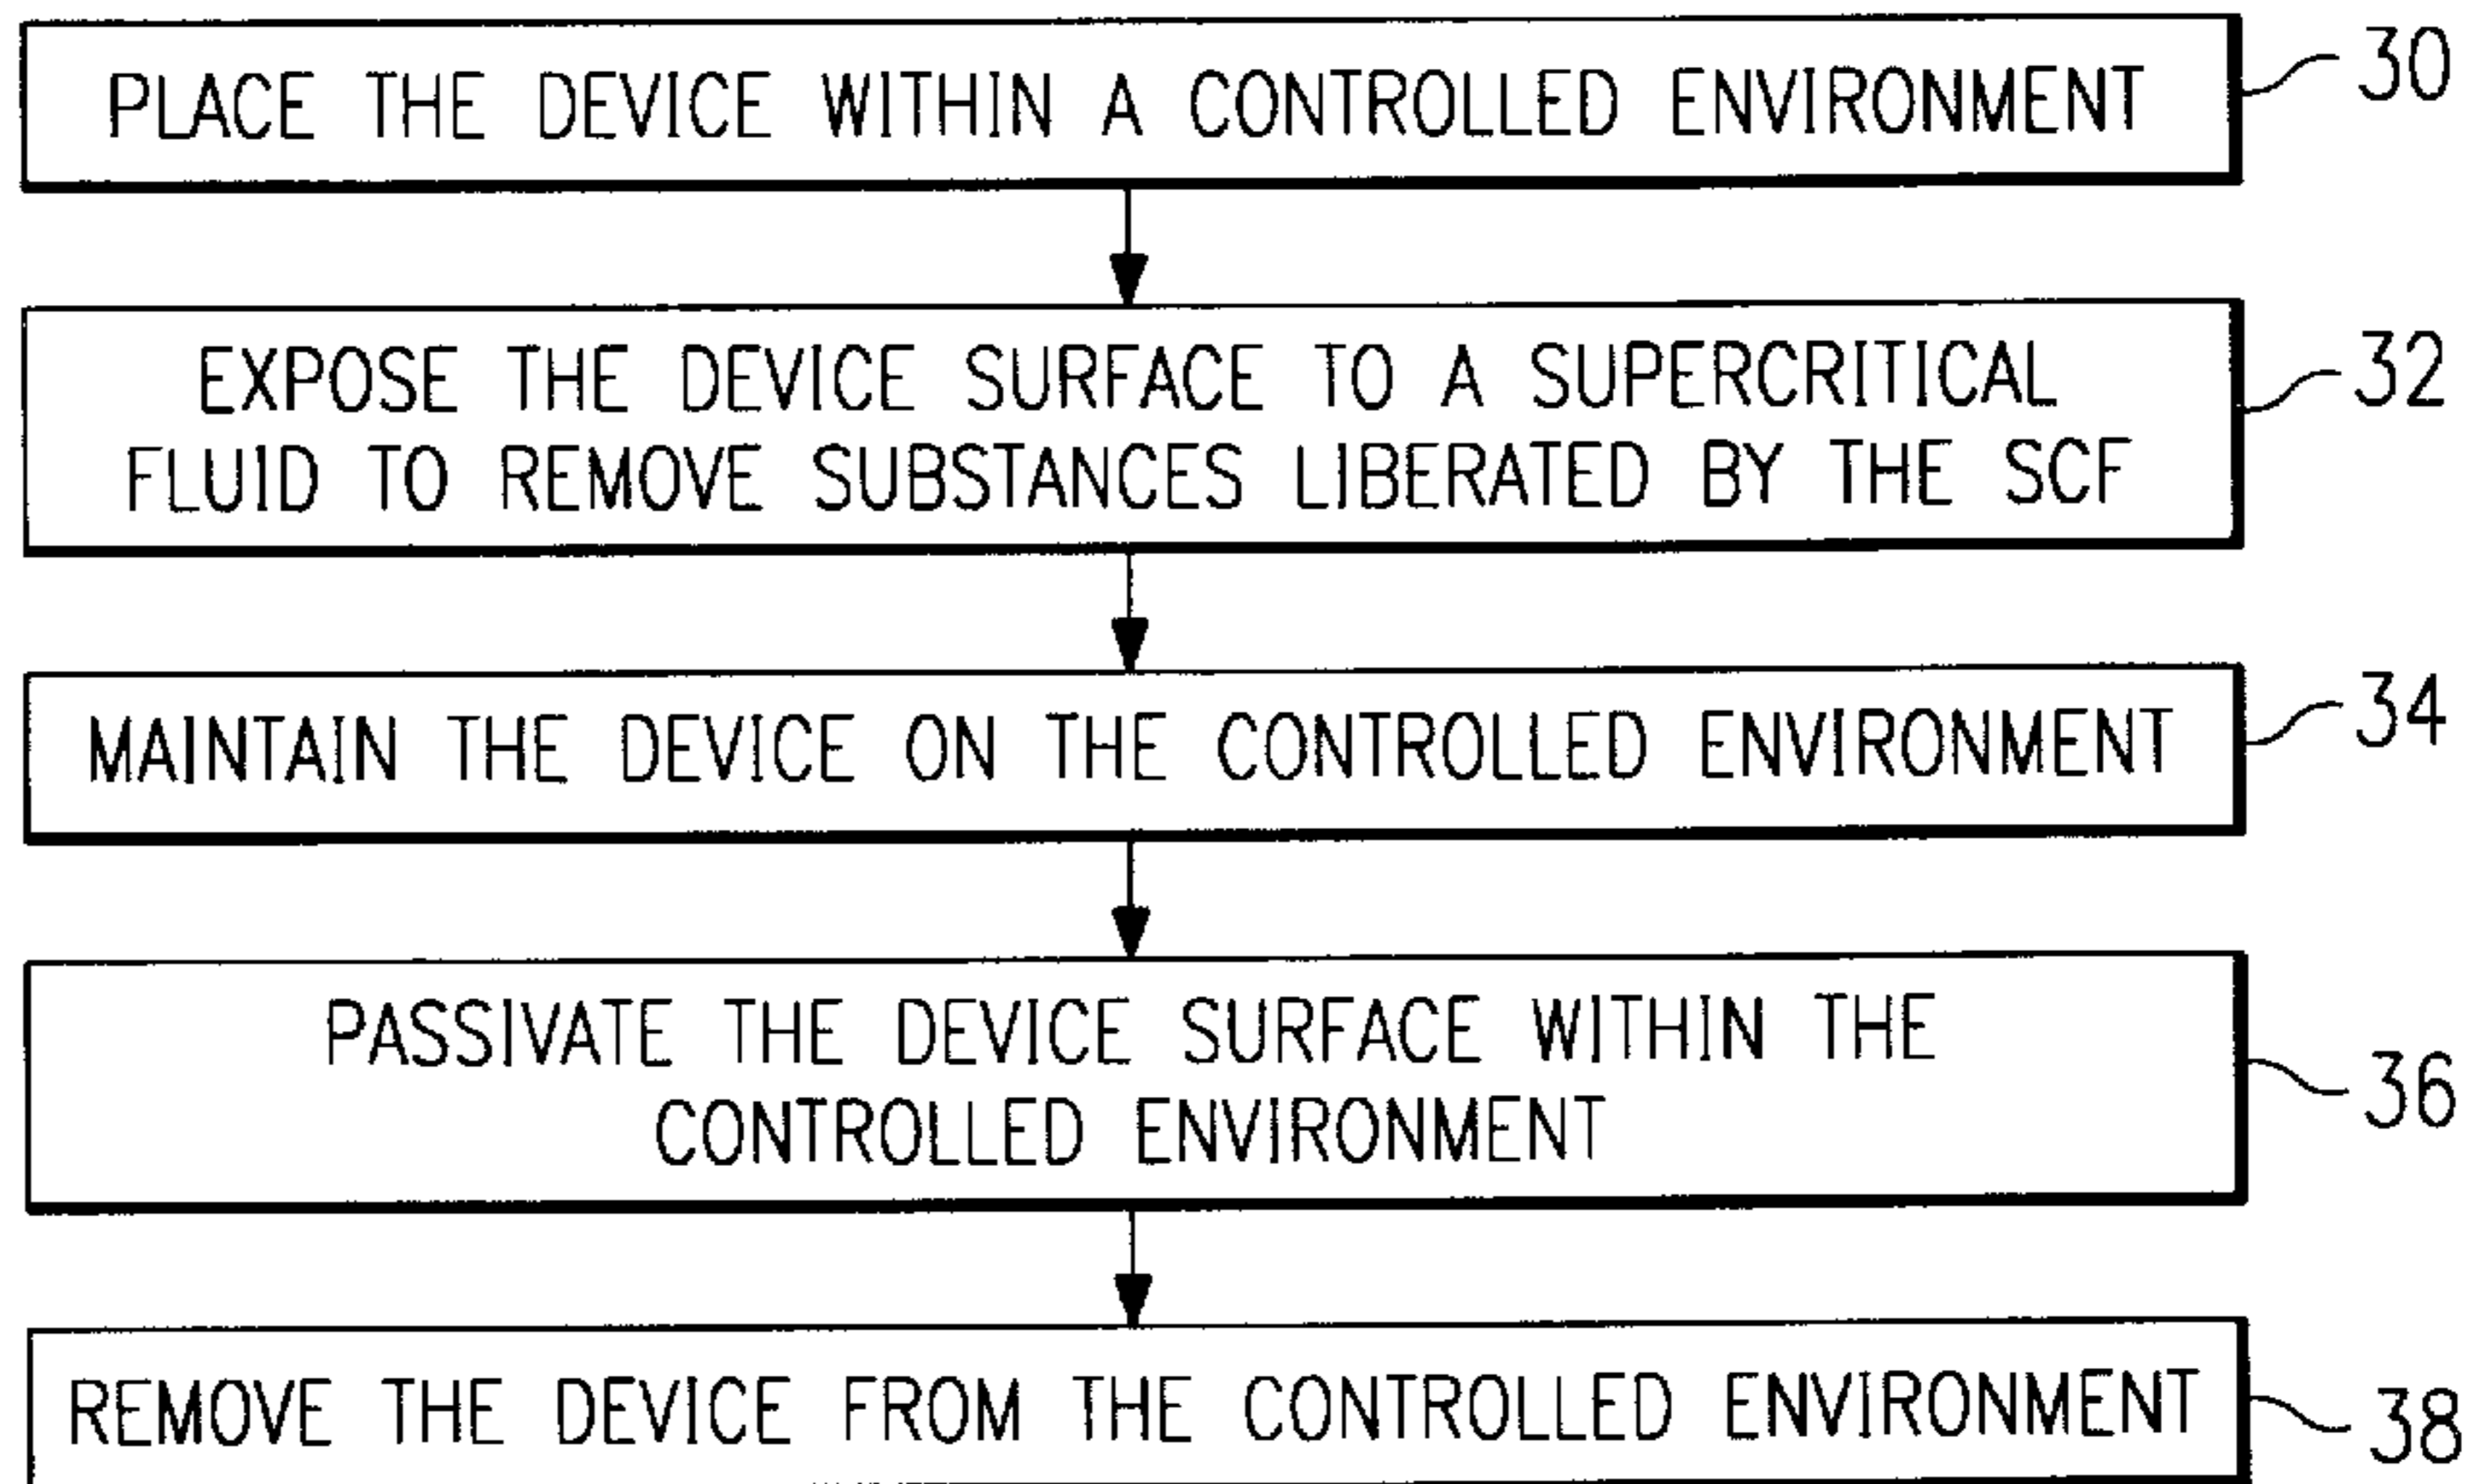 PLACE THE DEVICE WITHIN A CONTROLLED ENVIRONMENT 30
EXPOSE THE DEVICE SURFACE TO A SUPERCRITICAL 32
FLUID TO REMOVE SUBSTANCES LIBERATED BY THE SCF
MAINTAIN THE DEVICE ON THE CONTROLLED ENVIRONMENT 34
PASSIVATE THE DEVICE SURFACE WITHIN THE 36
CONTROLLED ENVIRONMENT
REMOVE THE DEVICE FROM THE CONTROLLED ENVIRONMENT 38